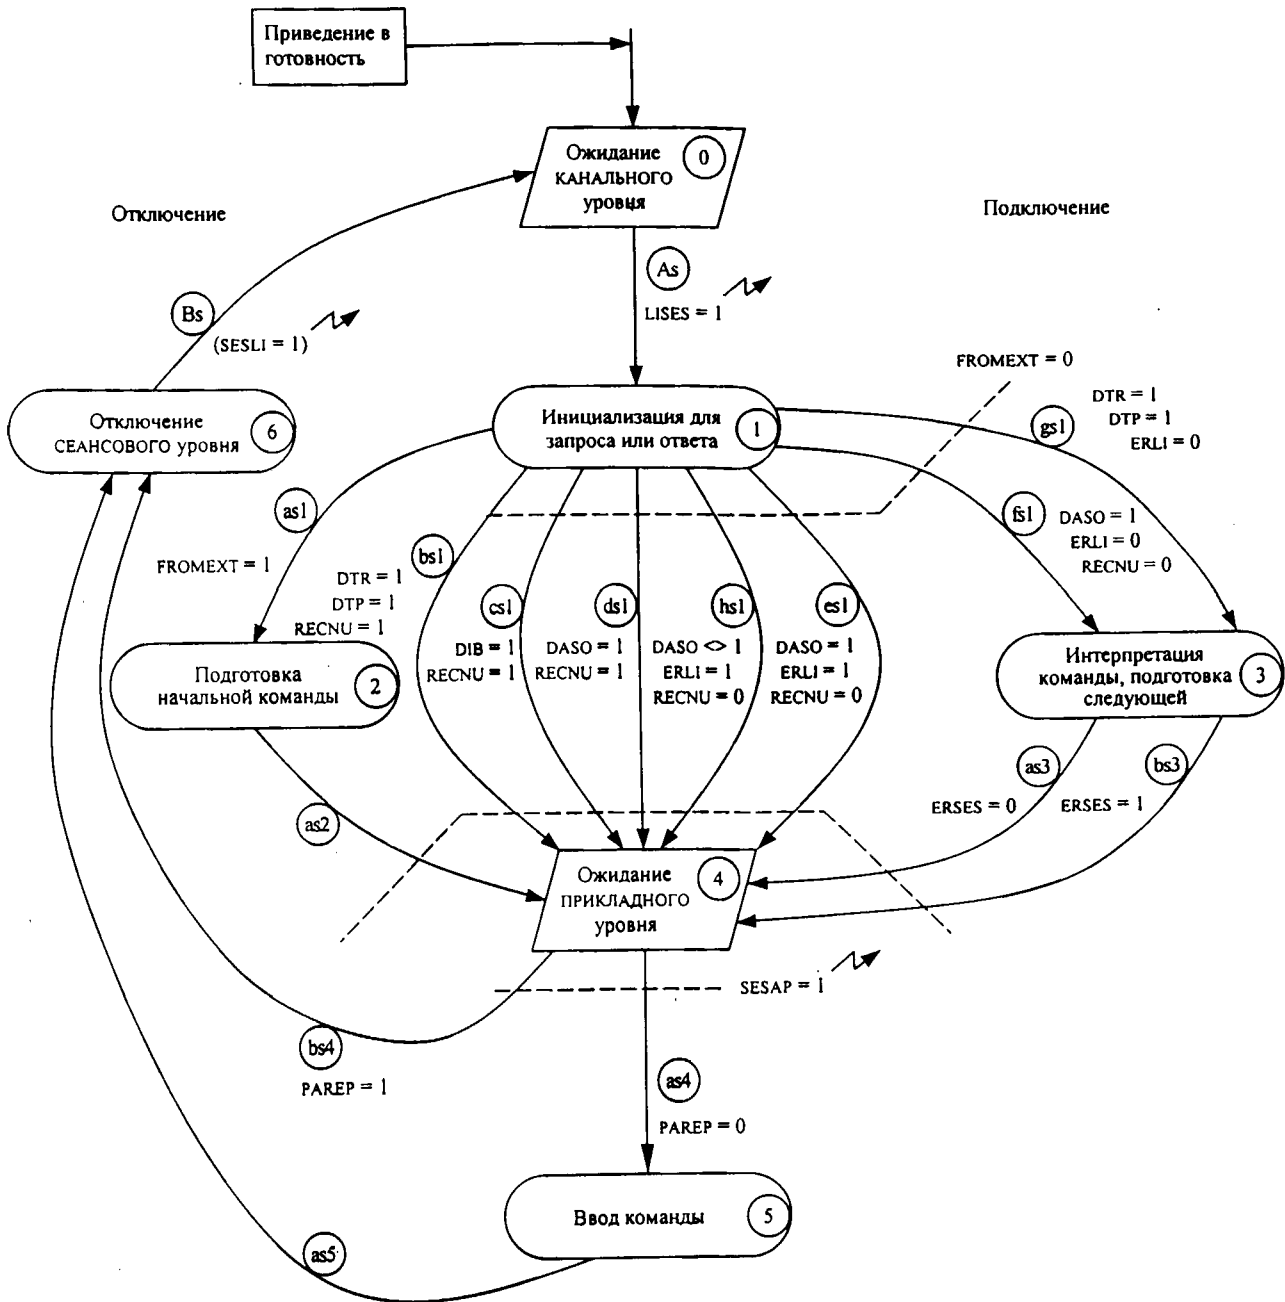 Приведение в
готовность
Ожидание
КАНАЛЬНОГО
уровня
0
Отключение
Подключение
As
LISES = 1
Bs
(SESLI = 1)
FROMEXT = 0
Отключение
СЕАНСОВОГО уровня
6
Инициализация для
запроса или ответа
1
gs1
DTR = 1
DTP = 1
ERLI = 0
as1
FROMEXT = 1
bs1
DTR = 1
DTP = 1
RECNU = 1
cs1
DIB = 1
RECNU = 1
ds1
DASO = 1
RECNU = 1
hs1
DASO <> 1
ERLI = 1
RECNU = 0
es1
DASO = 1
ERLI = 1
RECNU = 0
fs1
DASO = 1
ERLI = 0
RECNU = 0
Подготовка
начальной команды
2
Интерпретация
команды, подготовка
следующей
3
as2
as3
ERSES = 0
bs3
ERSES = 1
Ожидание
ПРИКЛАДНОГО
уровня
4
SESAP = 1
bs4
PAREP = 1
as4
PAREP = 0
Ввод команды
5
as5